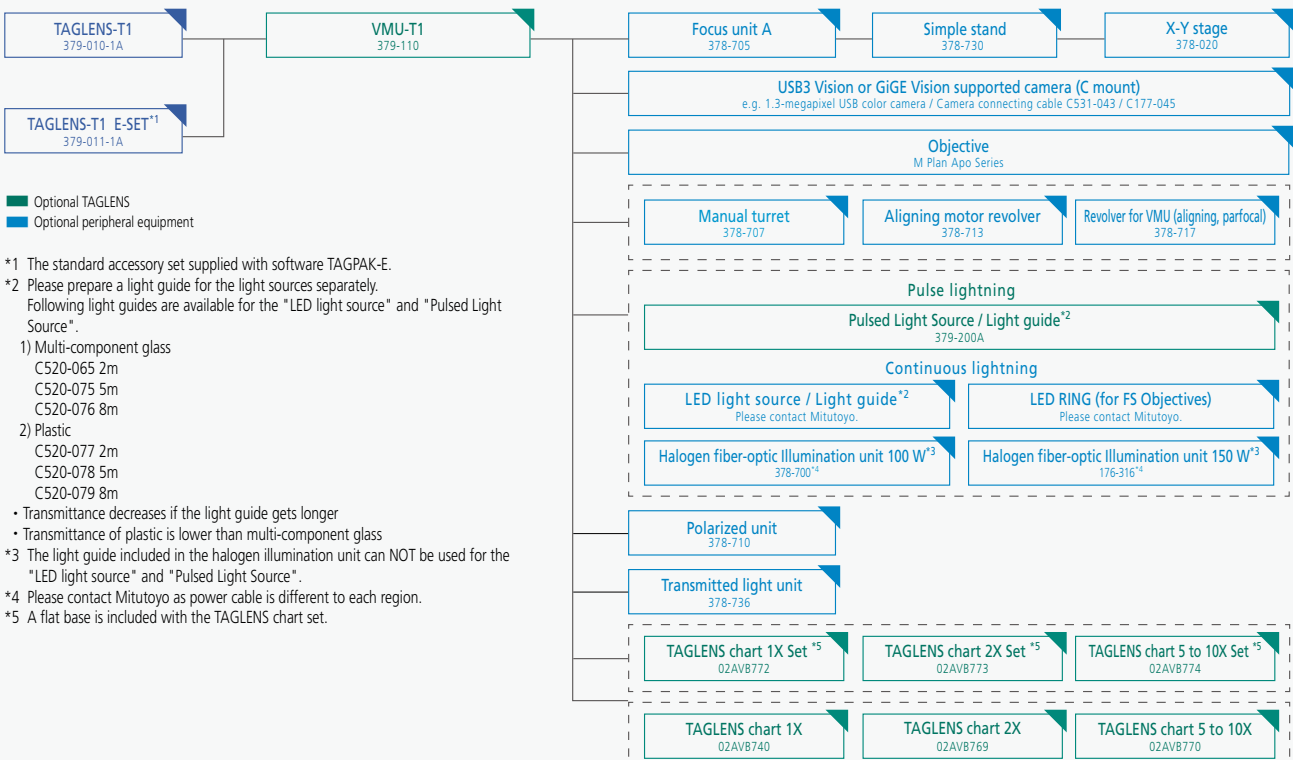 TAGLENS-T1
379-010-1A
VMU-T1
379-110
Focus unit A
378-705
Simple stand
378-730
X-Y stage
378-020
USB3 Vision or GiGE Vision supported camera (C mount)
e.g. 1.3-megapixel USB color camera / Camera connecting cable C531-043 / C177-045
TAGLENS-T1 E-SET*1
379-011-1A
Objective
M Plan Apo Series
Optional TAGLENS
Optional peripheral equipment
Manual turret
378-707
Aligning motor revolver
378-713
Revolver for VMU (aligning, parfocal)
378-717
*1 The standard accessory set supplied with software TAGPAK-E.
*2 Please prepare a light guide for the light sources separately.
Following light guides are available for the "LED light source" and "Pulsed Light
Source".
1) Multi-component glass
C520-065 2m
C520-075 5m
C520-076 8m
2) Plastic
C520-077 2m
C520-078 5m
C520-079 8m
・Transmittance decreases if the light guide gets longer
・Transmittance of plastic is lower than multi-component glass
*3 The light guide included in the halogen illumination unit can NOT be used for the
"LED light source" and "Pulsed Light Source".
*4 Please contact Mitutoyo as power cable is different to each region.
*5 A flat base is included with the TAGLENS chart set.
Pulse lightning
Pulsed Light Source / Light guide*2
379-200A
Continuous lightning
LED light source / Light guide*2
Please contact Mitutoyo.
LED RING (for FS Objectives)
Please contact Mitutoyo.
Halogen fiber-optic Illumination unit 100 W*3
378-700*4
Halogen fiber-optic Illumination unit 150 W*3
176-316*4
Polarized unit
378-710
Transmitted light unit
378-736
TAGLENS chart 1X Set *5
02AVB772
TAGLENS chart 2X Set *5
02AVB773
TAGLENS chart 5 to 10X Set *5
02AVB774
TAGLENS chart 1X
02AVB740
TAGLENS chart 2X
02AVB769
TAGLENS chart 5 to 10X
02AVB770